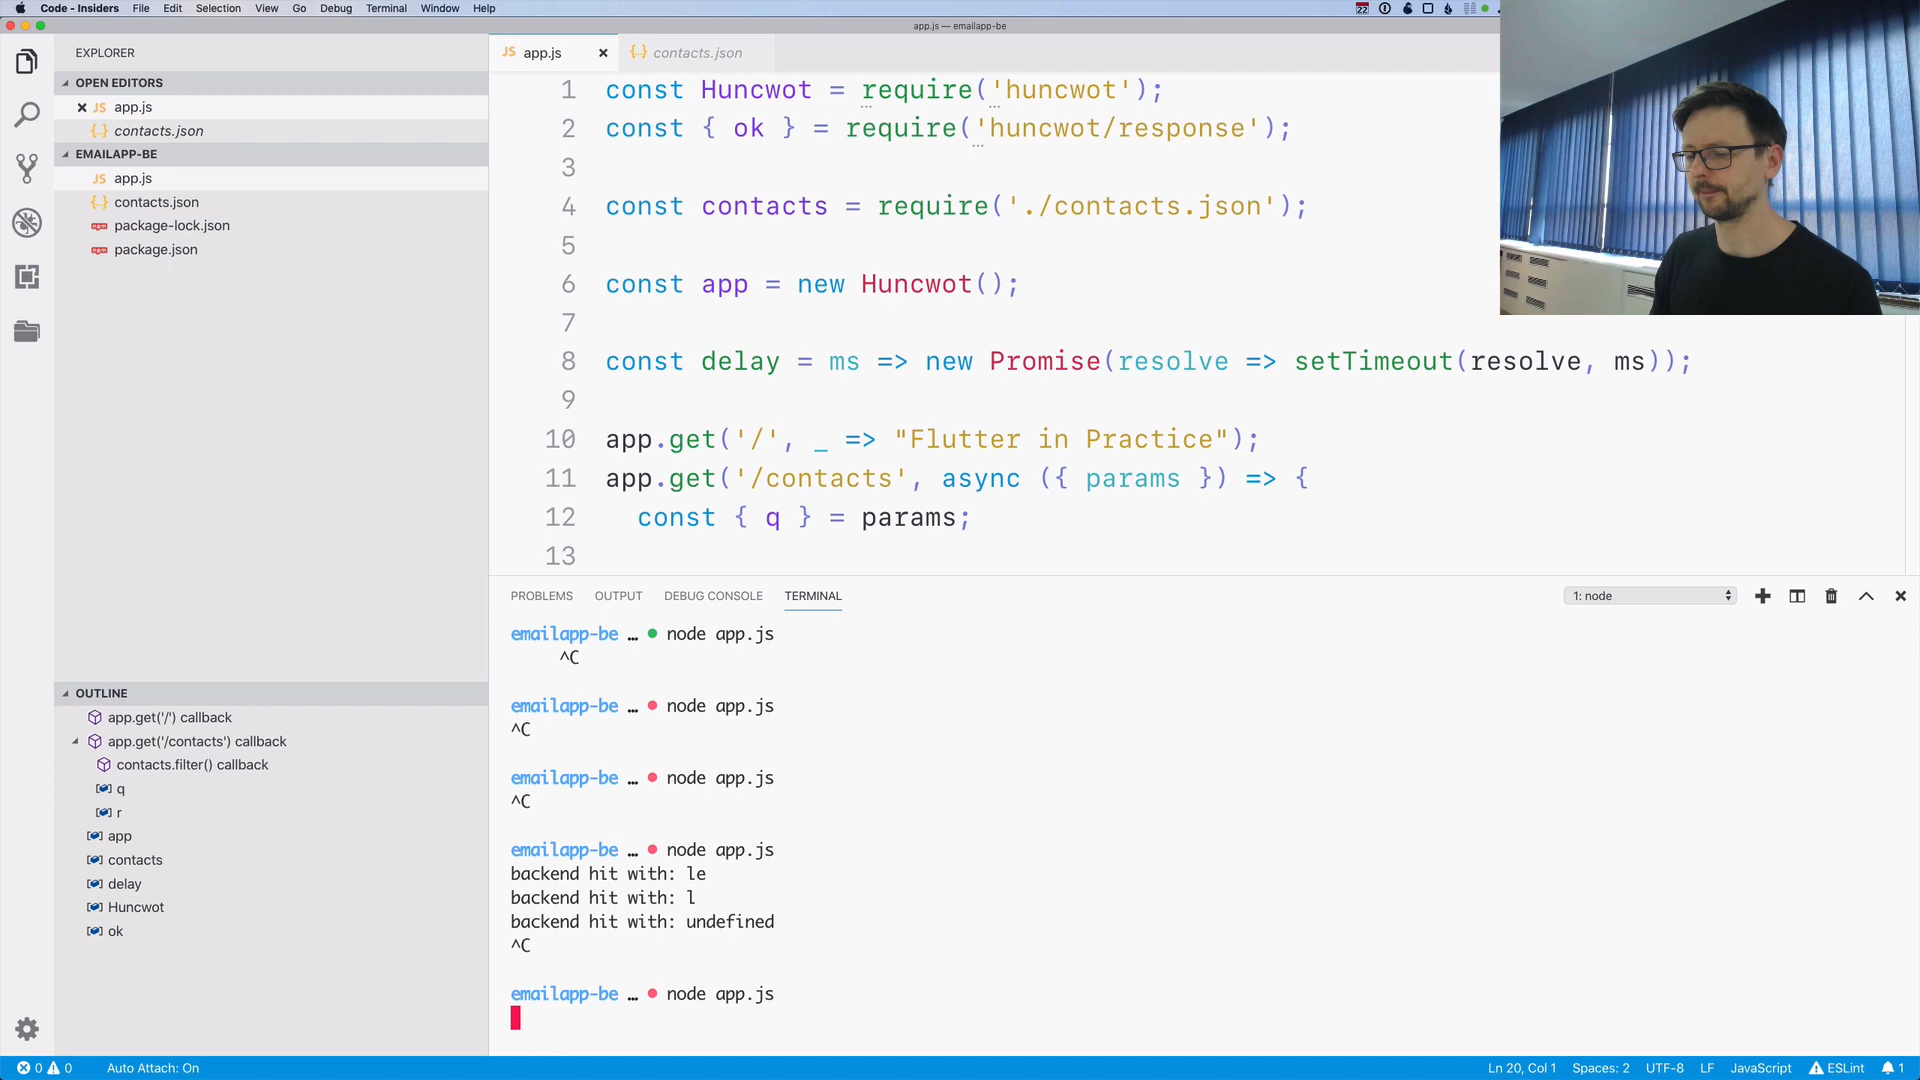 Code - Insiders File Edit Selection View Go Debug Terminal Window Help
22
app.js — emailapp-be
EXPLORER
OPEN EDITORS
JS app.js
{..} contacts.json
EMAILAPP-BE
JS app.js
{..} contacts.json
package-lock.json
package.json
OUTLINE
app.get('/') callback
app.get('/contacts') callback
contacts.filter() callback
q
r
app
contacts
delay
Huncwot
ok
JS app.js
{..} contacts.json
1 const Huncwot = require('huncwot');
2 const { ok } = require('huncwot/response');
3
4 const contacts = require('./contacts.json');
5
6 const app = new Huncwot();
7
8 const delay = ms => new Promise(resolve => setTimeout(resolve, ms));
9
10 app.get('/', _ => "Flutter in Practice");
11 app.get('/contacts', async ({ params }) => {
12 const { q } = params;
13
PROBLEMS OUTPUT DEBUG CONSOLE TERMINAL 1: node
emailapp-be … ● node app.js
^C
emailapp-be … ● node app.js
^C
emailapp-be … ● node app.js
^C
emailapp-be … ● node app.js
backend hit with: le
backend hit with: l
backend hit with: undefined
^C
emailapp-be … ● node app.js
0 0 Auto Attach: On Ln 20, Col 1 Spaces: 2 UTF-8 LF JavaScript ESLint 1